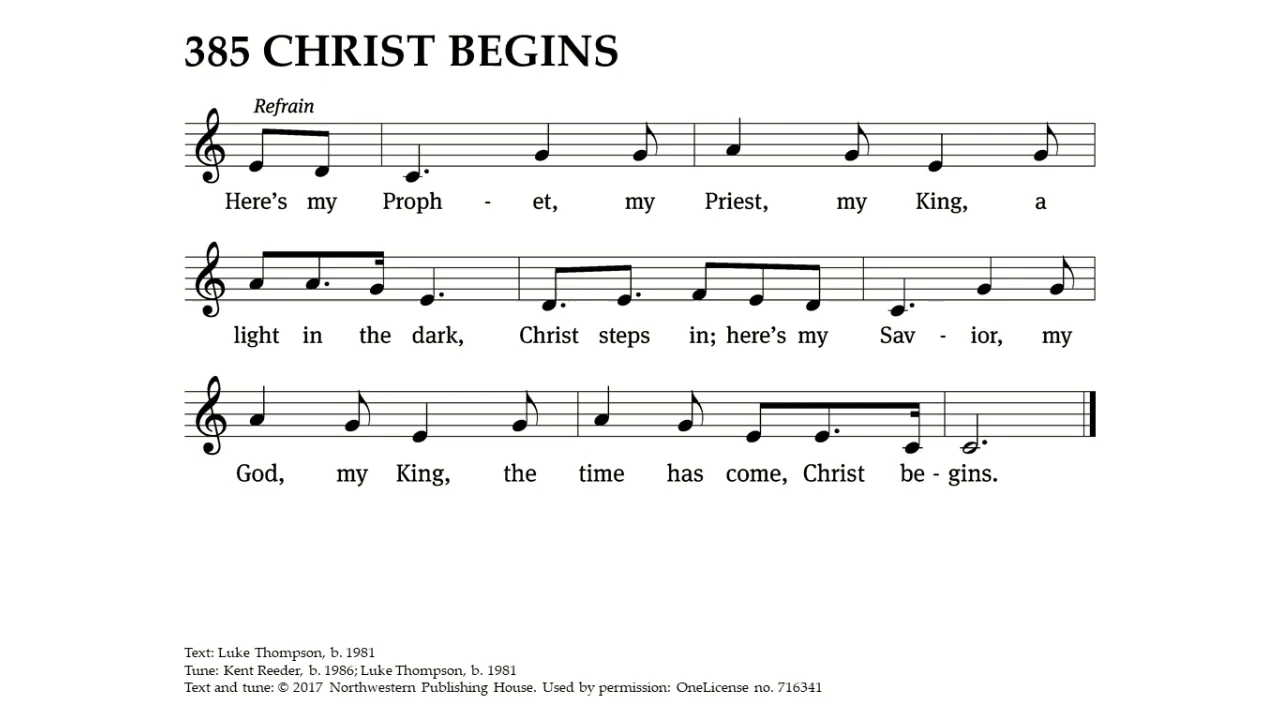 385 CHRIST BEGINS
Refrain
Here's my Proph - et, my Priest, my King, a
light in the dark, Christ steps in; here's my Sav - ior, my
God, my King, the time has come, Christ be - gins.
Text: Luke Thompson, b. 1981
Tune: Kent Reeder, b. 1986; Luke Thompson, b. 1981
Text and tune: © 2017 Northwestern Publishing House. Used by permission: OneLicense no. 716341